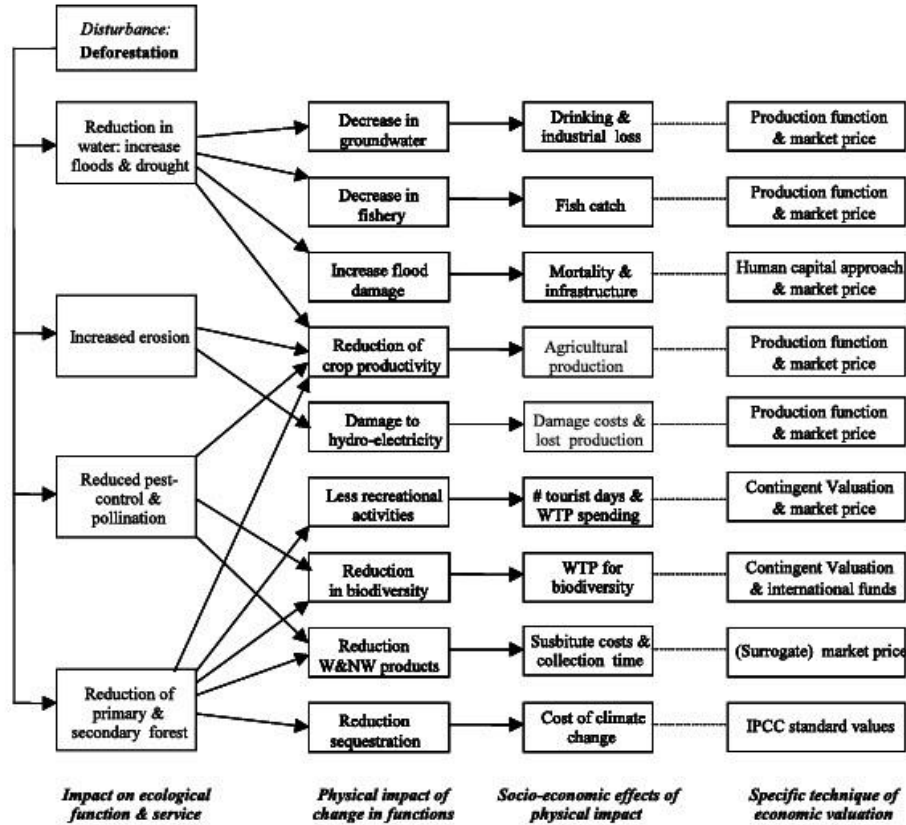 Disturbance:
Deforestation
Reduction in
water: increase
floods & drought
Decrease in
groundwater
Drinking &
industrial loss
Production function
& market price
Decrease in
fishery
Fish catch
Production function
& market price
Increase flood
damage
Mortality &
infrastructure
Human capital approach
& market price
Increased erosion
Reduction of
crop productivity
Agricultural
production
Production function
& market price
Damage to
hydro-electricity
Damage costs &
lost production
Production function
& market price
Reduced pest-
control &
pollination
Less recreational
activities
# tourist days &
WTP spending
Contingent Valuation
& market price
Reduction
in biodiversity
WTP for
biodiversity
Contingent Valuation
& international funds
Reduction
W&NW products
Susbitute costs &
collection time
(Surrogate) market price
Reduction of
primary &
secondary forest
Reduction
sequestration
Cost of climate
change
IPCC standard values
Impact on ecological
function & service
Physical impact of
change in functions
Socio-economic effects of
physical impact
Specific technique of
economic valuation